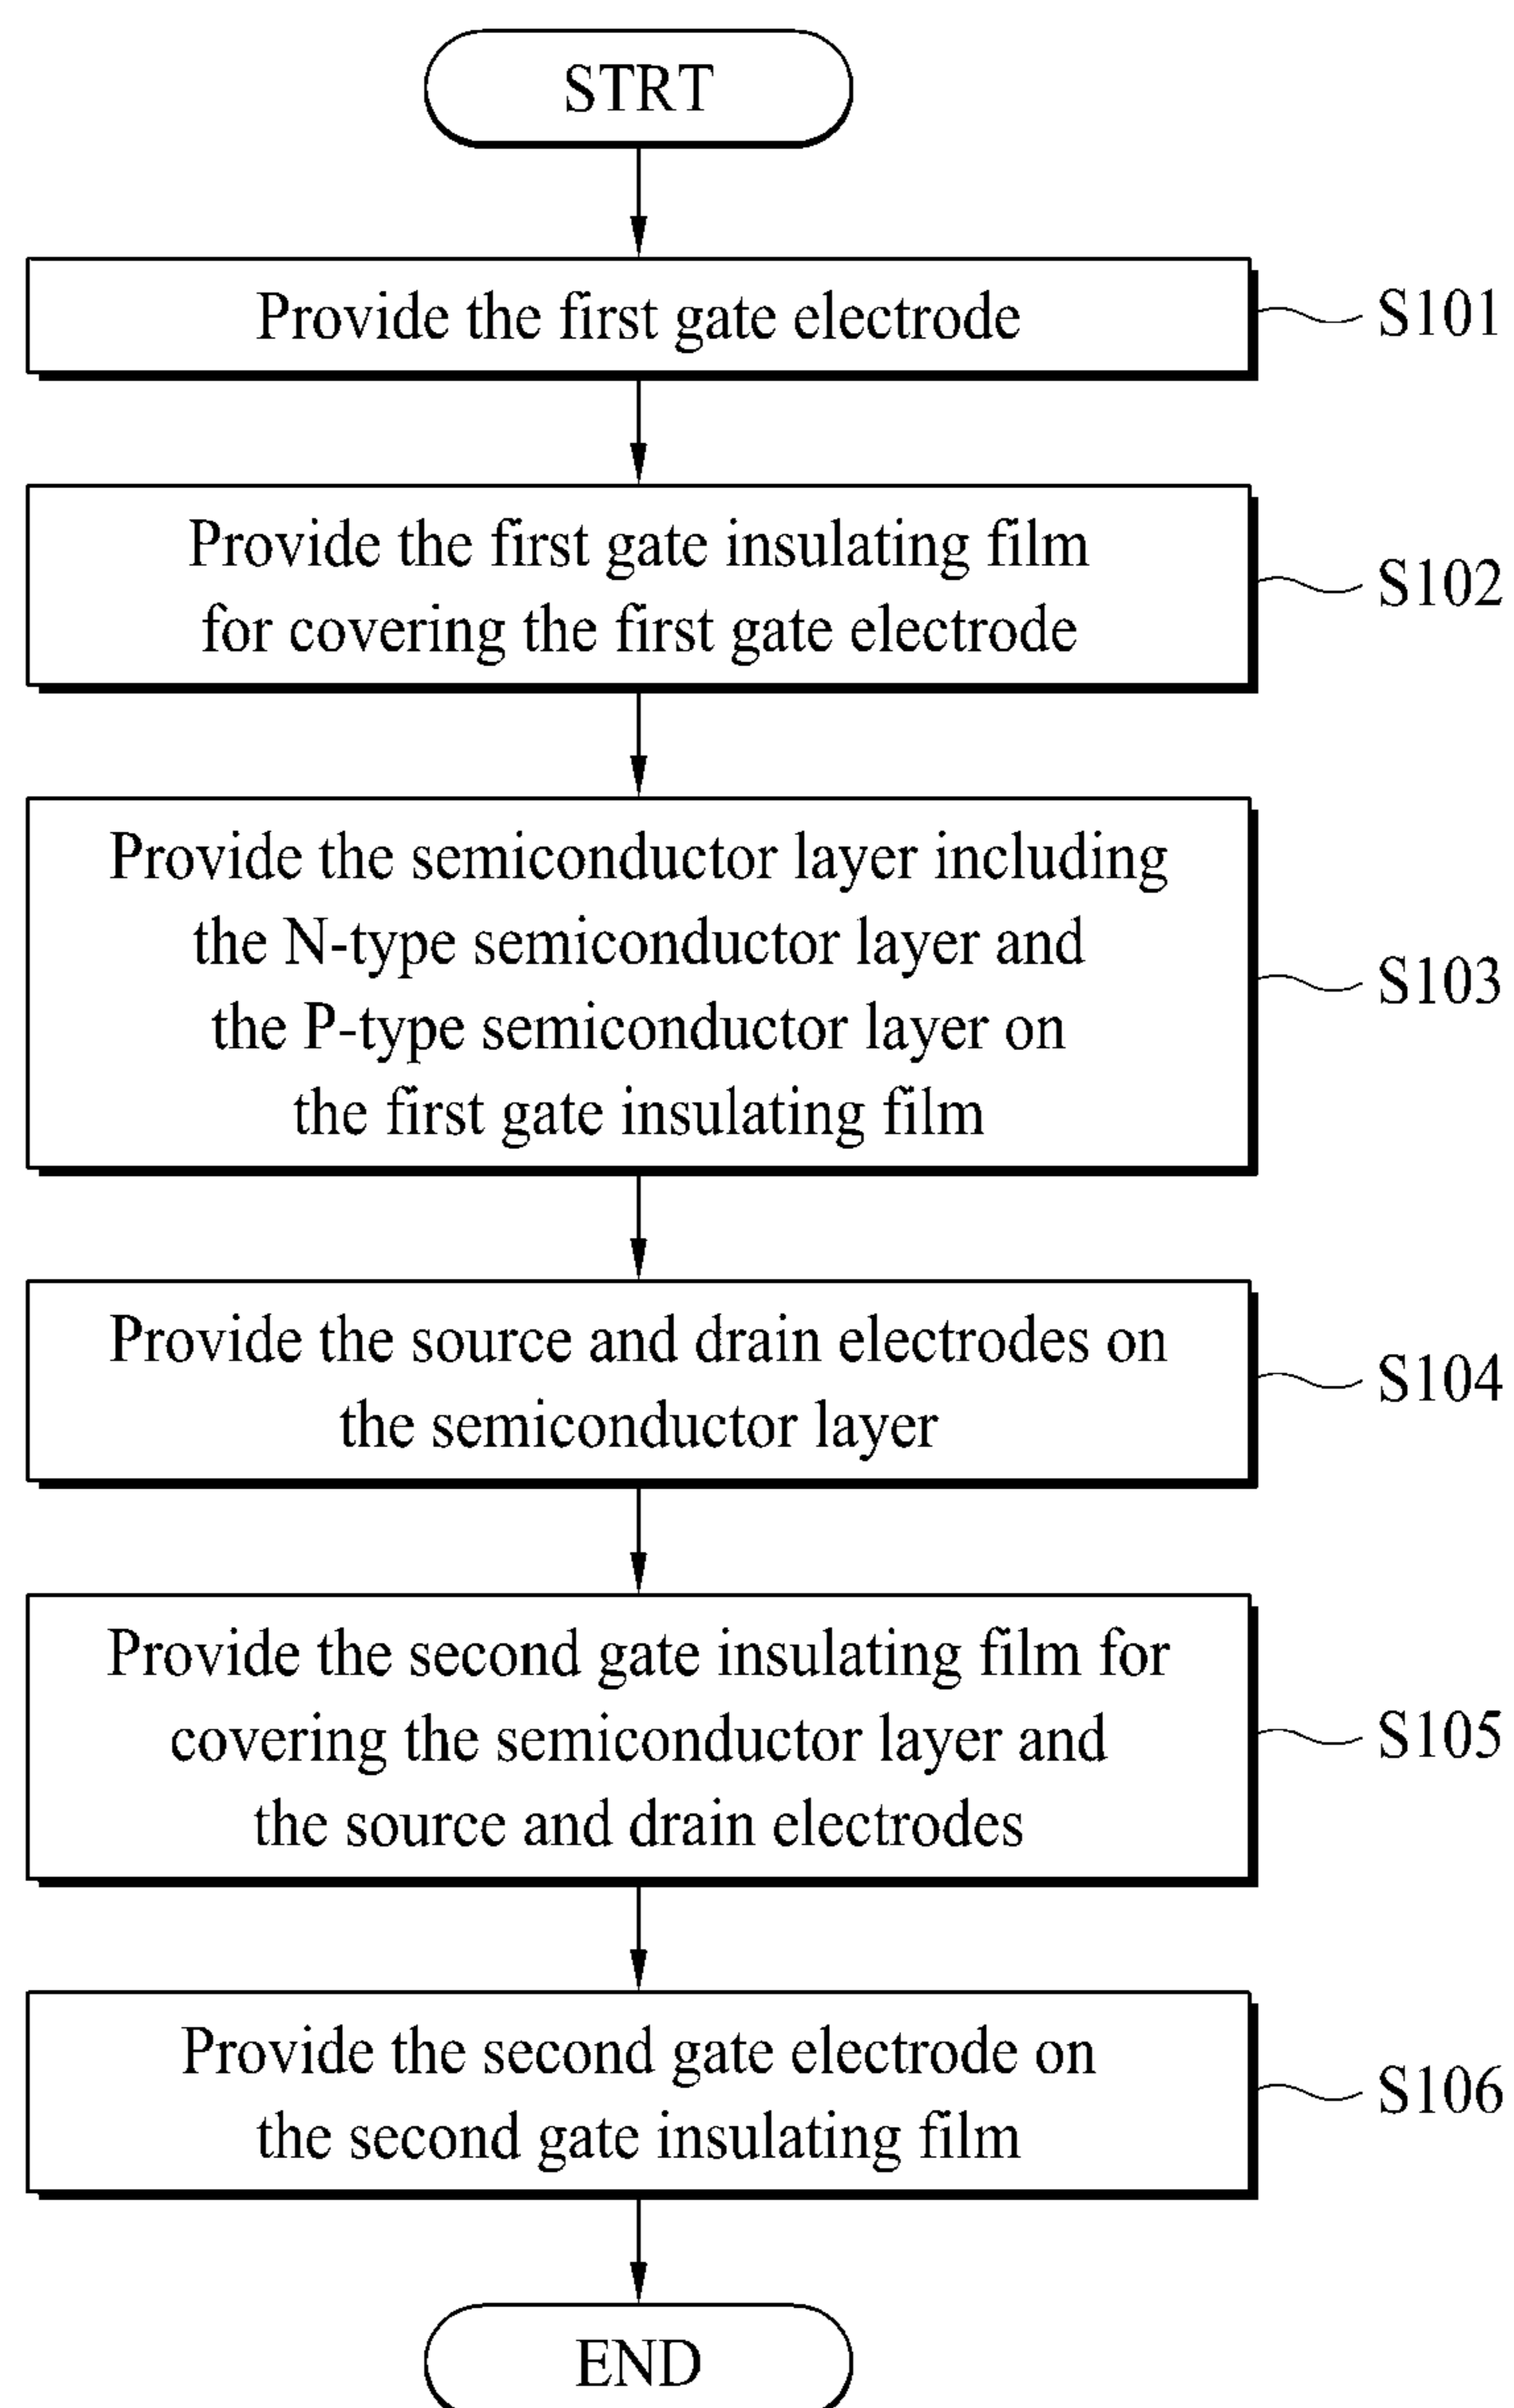 STRT
Provide the first gate electrode
S101
Provide the first gate insulating film
for covering the first gate electrode
S102
Provide the semiconductor layer including
the N-type semiconductor layer and
the P-type semiconductor layer on
the first gate insulating film
S103
Provide the source and drain electrodes on
the semiconductor layer
S104
Provide the second gate insulating film for
covering the semiconductor layer and
the source and drain electrodes
S105
Provide the second gate electrode on
the second gate insulating film
S106
END